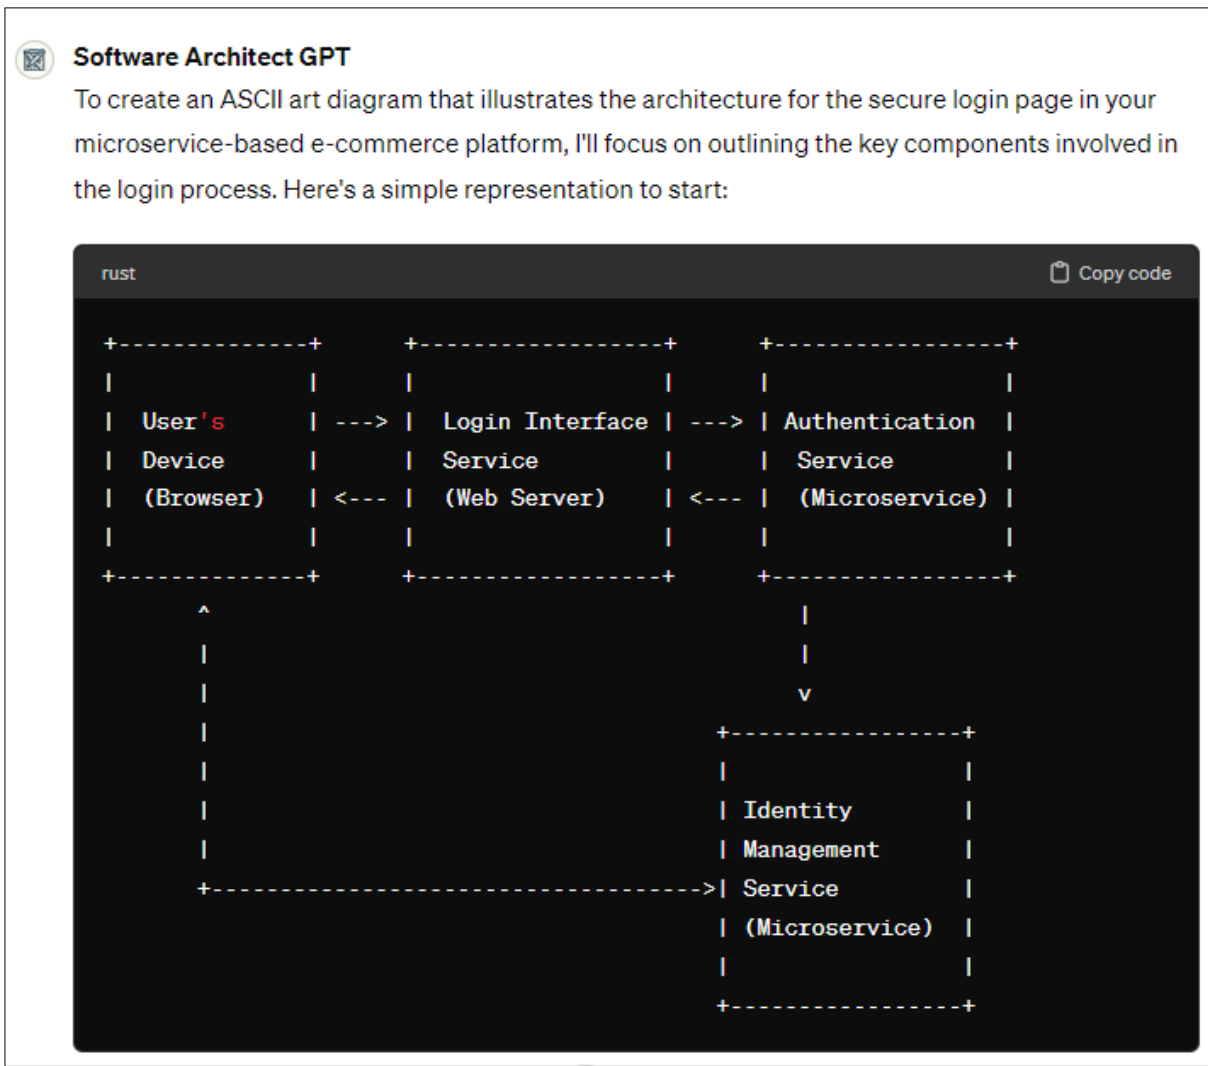 Software Architect GPT
To create an ASCII art diagram that illustrates the architecture for the secure login page in your
microservice-based e-commerce platform, I'll focus on outlining the key components involved in
the login process. Here's a simple representation to start:
rust Copy code
+--------------+      +------------------+      +-----------------+
|              |      |                  |      |                 |
|  User's      | ---> |  Login Interface | ---> | Authentication  |
|  Device      |      |  Service         |      |  Service        |
|  (Browser)   | <--- |  (Web Server)    | <--- |  (Microservice) |
|              |      |                  |      |                 |
+--------------+      +------------------+      +-----------------+
       ^                                           |
       |                                           |
       |                                           v
       |                                     +-----------------+
       |                                     |                 |
       |                                     | Identity        |
       |                                     | Management      |
       +------------------------------------>| Service         |
                                             | (Microservice)  |
                                             |                 |
                                             +-----------------+